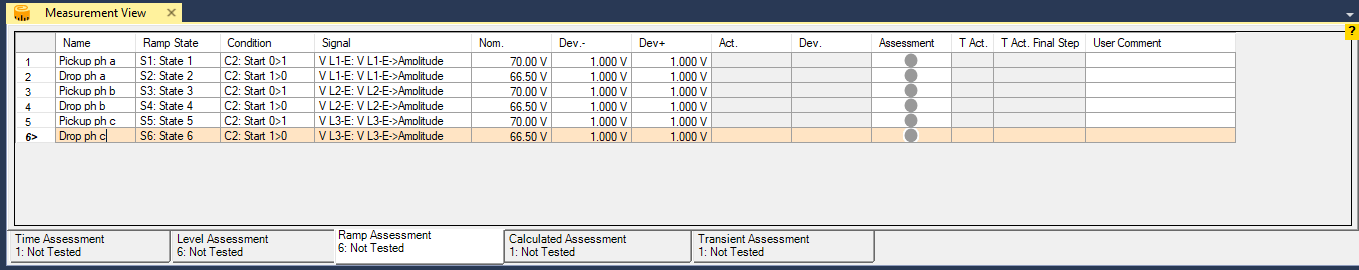 Measurement View ×
?
Name Ramp State Condition Signal Nom. Dev.- Dev+ Act. Dev. Assessment T Act. T Act. Final Step User Comment
1 Pickup ph a S1: State 1 C2: Start 0>1 V L1-E: V L1-E->Amplitude 70.00 V 1.000 V 1.000 V
2 Drop ph a S2: State 2 C2: Start 1>0 V L1-E: V L1-E->Amplitude 66.50 V 1.000 V 1.000 V
3 Pickup ph b S3: State 3 C2: Start 0>1 V L2-E: V L2-E->Amplitude 70.00 V 1.000 V 1.000 V
4 Drop ph b S4: State 4 C2: Start 1>0 V L2-E: V L2-E->Amplitude 66.50 V 1.000 V 1.000 V
5 Pickup ph c S5: State 5 C2: Start 0>1 V L3-E: V L3-E->Amplitude 70.00 V 1.000 V 1.000 V
6> Drop ph c S6: State 6 C2: Start 1>0 V L3-E: V L3-E->Amplitude 66.50 V 1.000 V 1.000 V
Time Assessment
1: Not Tested
Level Assessment
6: Not Tested
Ramp Assessment
6: Not Tested
Calculated Assessment
1: Not Tested
Transient Assessment
1: Not Tested